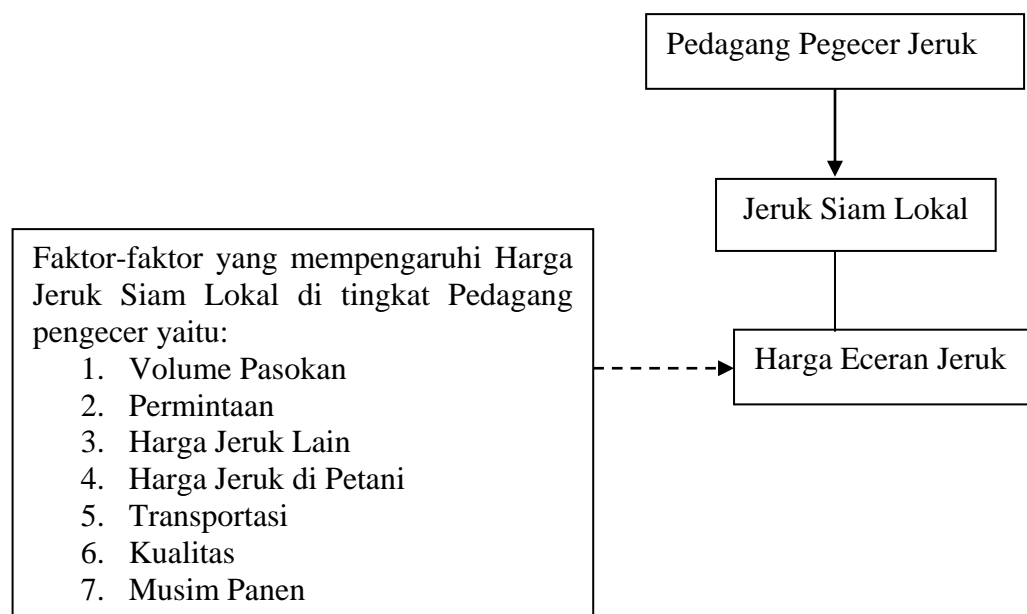 Pedagang Pegecer Jeruk
Jeruk Siam Lokal
Faktor-faktor yang mempengaruhi Harga
Jeruk Siam Lokal di tingkat Pedagang
pengecer yaitu:
1. Volume Pasokan
2. Permintaan
3. Harga Jeruk Lain
4. Harga Jeruk di Petani
5. Transportasi
6. Kualitas
7. Musim Panen
Harga Eceran Jeruk